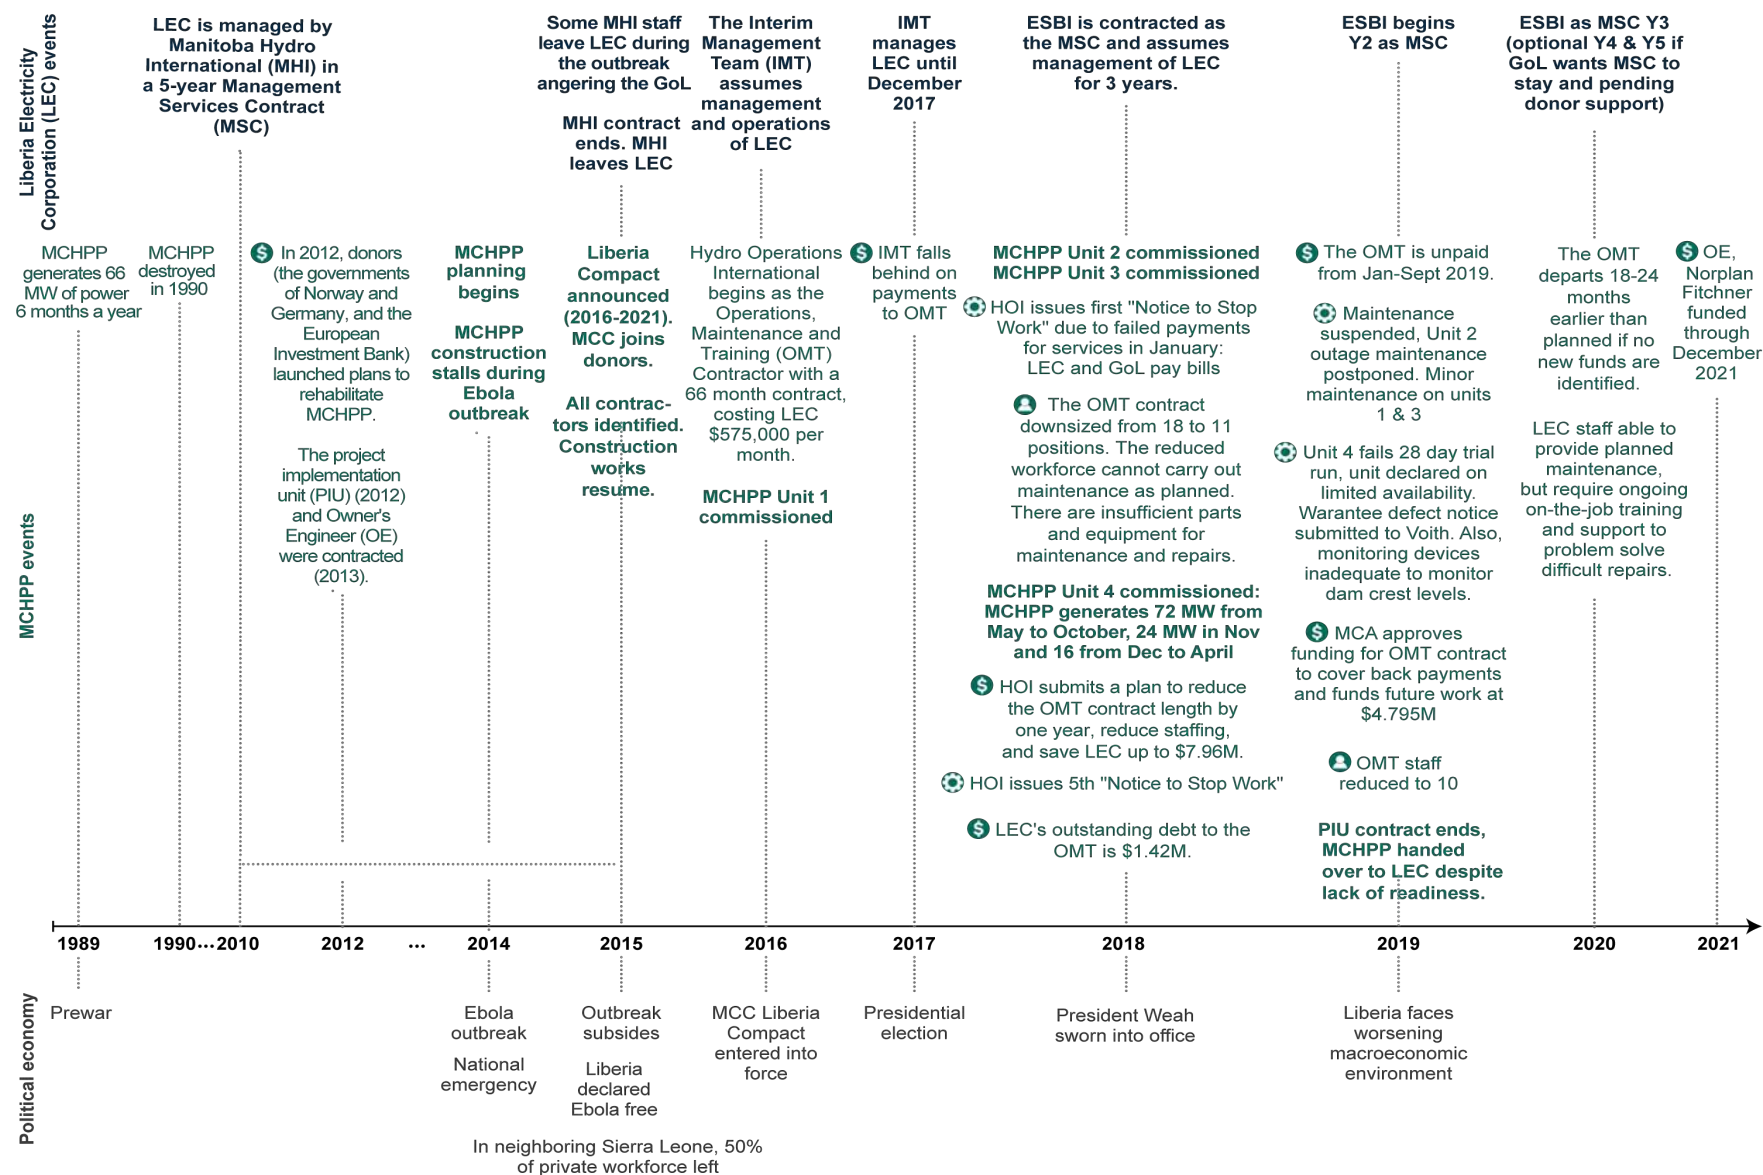 Liberia Electricity
Corporation (LEC) events
LEC is managed by
Manitoba Hydro
International (MHI) in
a 5-year Management
Services Contract
(MSC)
Some MHI staff
leave LEC during
the outbreak
angering the GoL
MHI contract
ends. MHI
leaves LEC
The Interim
Management
Team (IMT)
assumes
management
and operations
of LEC
IMT
manages
LEC until
December
2017
ESBI is contracted as
the MSC and assumes
management of LEC
for 3 years.
ESBI begins
Y2 as MSC
ESBI as MSC Y3
(optional Y4 & Y5 if
GoL wants MSC to
stay and pending
donor support)
MCHPP events
MCHPP
generates 66
MW of power
6 months a year
MCHPP
destroyed
in 1990
$ In 2012, donors
(the governments
of Norway and
Germany, and the
European
Investment Bank)
launched plans to
rehabilitate
MCHPP.
The project
implementation
unit (PIU) (2012)
and Owner's
Engineer (OE)
were contracted
(2013).
MCHPP
planning
begins
MCHPP
construction
stalls during
Ebola
outbreak
Liberia
Compact
announced
(2016-2021).
MCC joins
donors.
All contrac-
tors identified.
Construction
works
resume.
Hydro Operations
International
begins as the
Operations,
Maintenance and
Training (OMT)
Contractor with a
66 month contract,
costing LEC
$575,000 per
month.
MCHPP Unit 1
commissioned
$ IMT falls
behind on
payments
to OMT
MCHPP Unit 2 commissioned
MCHPP Unit 3 commissioned
HOI issues first "Notice to Stop
Work" due to failed payments
for services in January:
LEC and GoL pay bills
The OMT contract
downsized from 18 to 11
positions. The reduced
workforce cannot carry out
maintenance as planned.
There are insufficient parts
and equipment for
maintenance and repairs.
MCHPP Unit 4 commissioned:
MCHPP generates 72 MW from
May to October, 24 MW in Nov
and 16 from Dec to April
$ HOI submits a plan to reduce
the OMT contract length by
one year, reduce staffing,
and save LEC up to $7.96M.
HOI issues 5th "Notice to Stop Work"
$ LEC's outstanding debt to the
OMT is $1.42M.
$ The OMT is unpaid
from Jan-Sept 2019.
Maintenance
suspended, Unit 2
outage maintenance
postponed. Minor
maintenance on units
1 & 3
Unit 4 fails 28 day trial
run, unit declared on
limited availability.
Warantee defect notice
submitted to Voith. Also,
monitoring devices
inadequate to monitor
dam crest levels.
$ MCA approves
funding for OMT contract
to cover back payments
and funds future work at
$4.795M
OMT staff
reduced to 10
PIU contract ends,
MCHPP handed
over to LEC despite
lack of readiness.
The OMT
departs 18-24
months
earlier than
planned if no
new funds are
identified.
LEC staff able to
provide planned
maintenance,
but require ongoing
on-the-job training
and support to
problem solve
difficult repairs.
$ OE,
Norplan
Fitchner
funded
through
December
2021
1989 1990...2010 2012 ... 2014 2015 2016 2017 2018 2019 2020 2021
Political economy
Prewar
Ebola
outbreak
National
emergency
Outbreak
subsides
Liberia
declared
Ebola free
In neighboring Sierra Leone, 50%
of private workforce left
MCC Liberia
Compact
entered into
force
Presidential
election
President Weah
sworn into office
Liberia faces
worsening
macroeconomic
environment